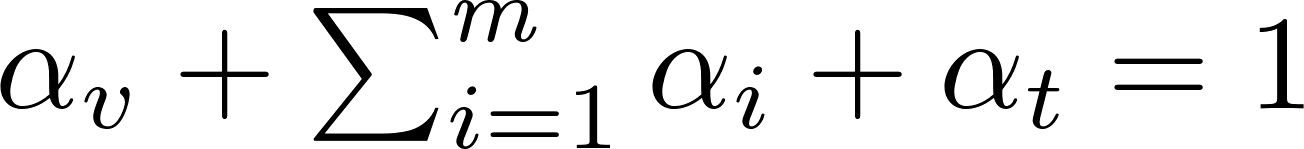 α_v + ∑_{i=1}^{m} α_i + α_t = 1